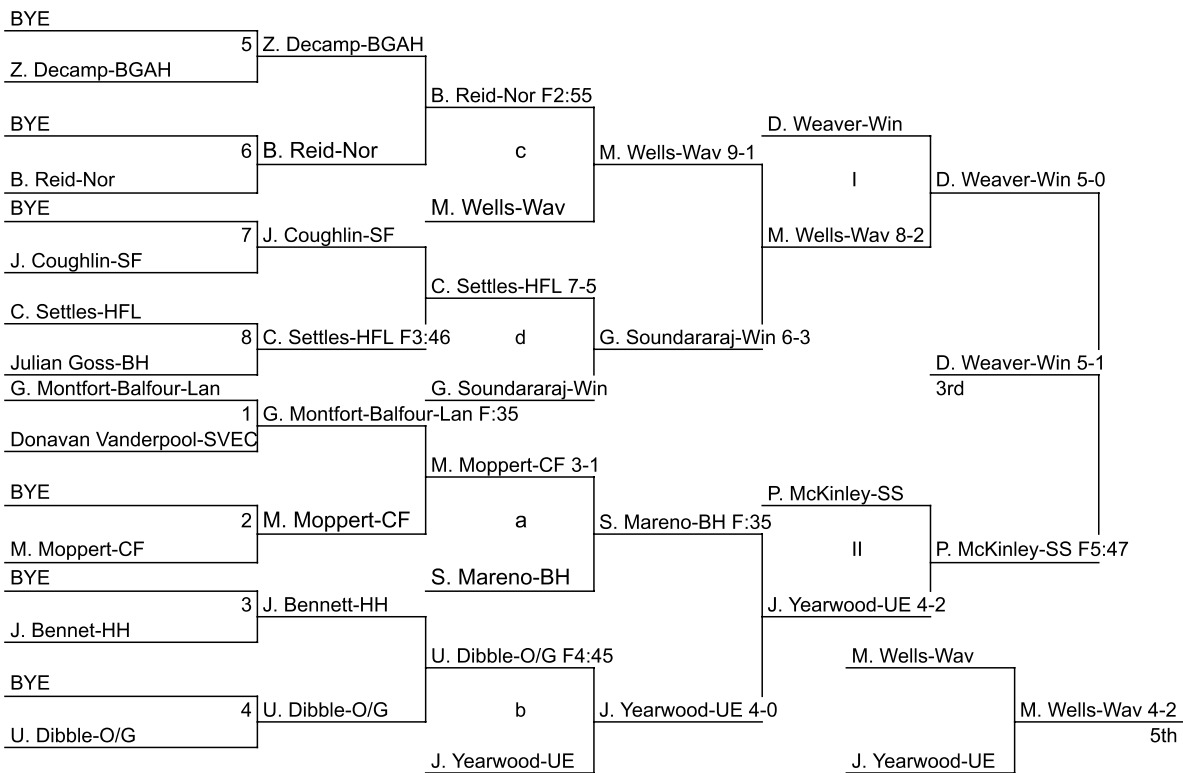 BYE
5 Z. Decamp-BGAH
Z. Decamp-BGAH
B. Reid-Nor F2:55
BYE
D. Weaver-Win
6 B. Reid-Nor
c
M. Wells-Wav 9-1
B. Reid-Nor
I
D. Weaver-Win 5-0
BYE
M. Wells-Wav
7 J. Coughlin-SF
M. Wells-Wav 8-2
J. Coughlin-SF
C. Settles-HFL 7-5
C. Settles-HFL
8 C. Settles-HFL F3:46
d
G. Soundararaj-Win 6-3
Julian Goss-BH
D. Weaver-Win 5-1
G. Montfort-Balfour-Lan
G. Soundararaj-Win
3rd
1 G. Montfort-Balfour-Lan F:35
Donavan Vanderpool-SVEC
M. Moppert-CF 3-1
BYE
P. McKinley-SS
2 M. Moppert-CF
a
S. Mareno-BH F:35
M. Moppert-CF
II
P. McKinley-SS F5:47
BYE
S. Mareno-BH
3 J. Bennett-HH
J. Yearwood-UE 4-2
J. Bennet-HH
U. Dibble-O/G F4:45
M. Wells-Wav
BYE
4 U. Dibble-O/G
b
J. Yearwood-UE 4-0
M. Wells-Wav 4-2
U. Dibble-O/G
5th
J. Yearwood-UE
J. Yearwood-UE